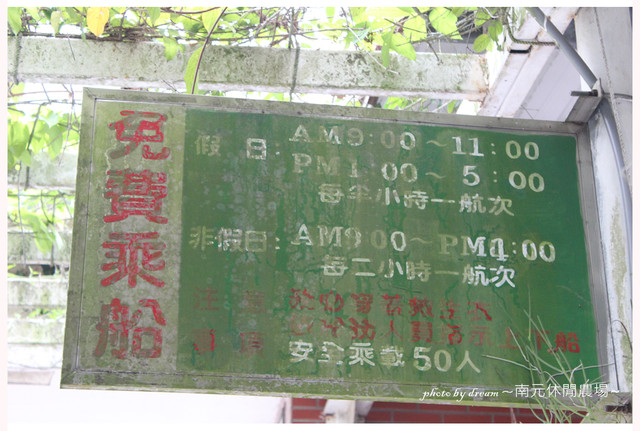 免費乘船
假日:AM9:00~11:00
PM1:00~5:00
每半小時一航次
非假日:AM9:00~PM4:00
每二小時一航次
注意
安全乘載50人
photo by dream ~南元休閒農場~